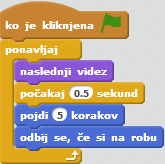 ko je kliknjena
ponavljaj
naslednji videz
počakaj 0.5 sekund
pojdi 5 korakov
odbij se, če si na robu